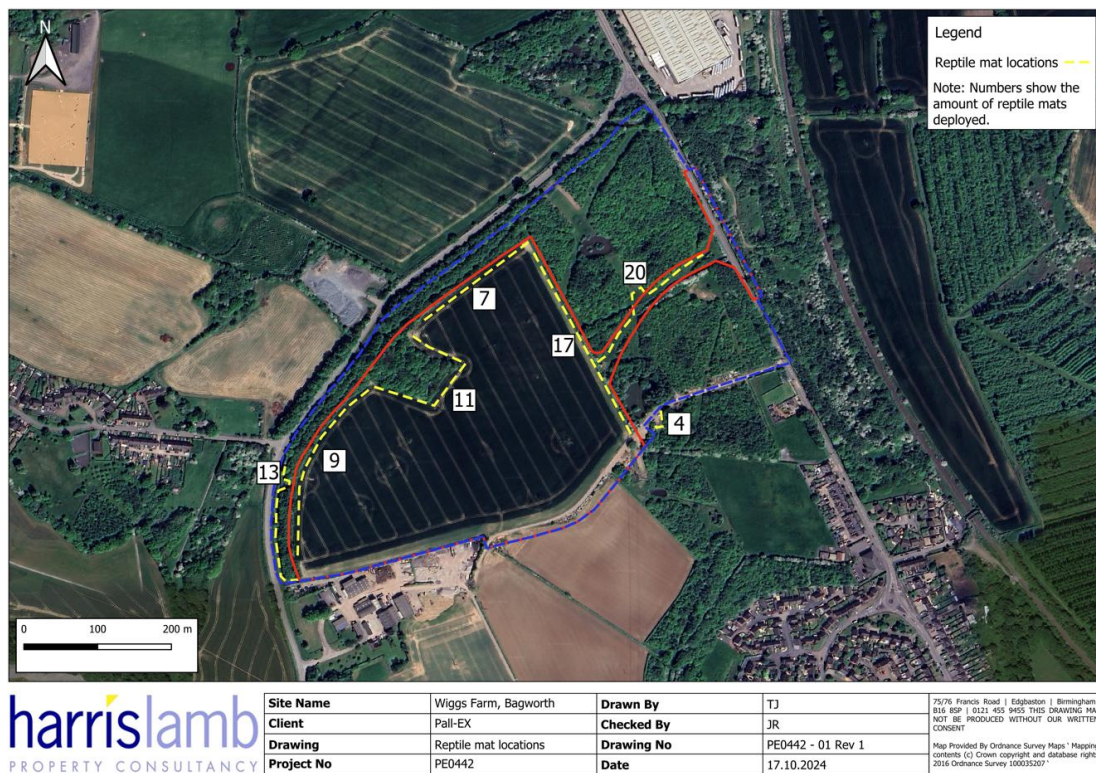 N
Legend
Reptile mat locations
Note: Numbers show the
amount of reptile mats
deployed.
20
7
17
11
4
9
13
0 100 200 m
harrislamb
PROPERTY CONSULTANCY
Site Name Wiggs Farm, Bagworth Drawn By TJ
Client Pall-EX Checked By JR
Drawing Reptile mat locations Drawing No PE0442 - 01 Rev 1
Project No PE0442 Date 17.10.2024
75/76 Francis Road | Edgbaston | Birmingham
B16 8SP | 0121 455 9455 THIS DRAWING MA
NOT BE PRODUCED WITHOUT OUR WRITTEN
CONSENT
Map Provided By Ordnance Survey Maps ' Mapping
contents (c) Crown copyright and database rights
2016 Ordnance Survey 100035207 '